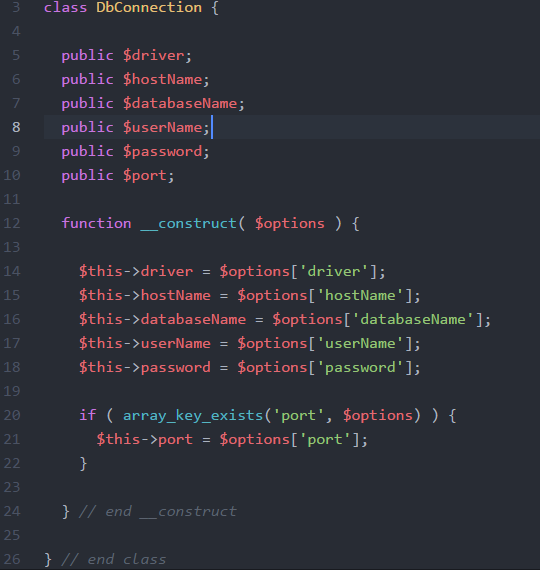 3 class DbConnection {
4
5 public $driver;
6 public $hostName;
7 public $databaseName;
8 public $userName;
9 public $password;
10 public $port;
11
12 function __construct( $options ) {
13
14 $this->driver = $options['driver'];
15 $this->hostName = $options['hostName'];
16 $this->databaseName = $options['databaseName'];
17 $this->userName = $options['userName'];
18 $this->password = $options['password'];
19
20 if ( array_key_exists('port', $options) ) {
21 $this->port = $options['port'];
22 }
23
24 } // end __construct
25
26 } // end class